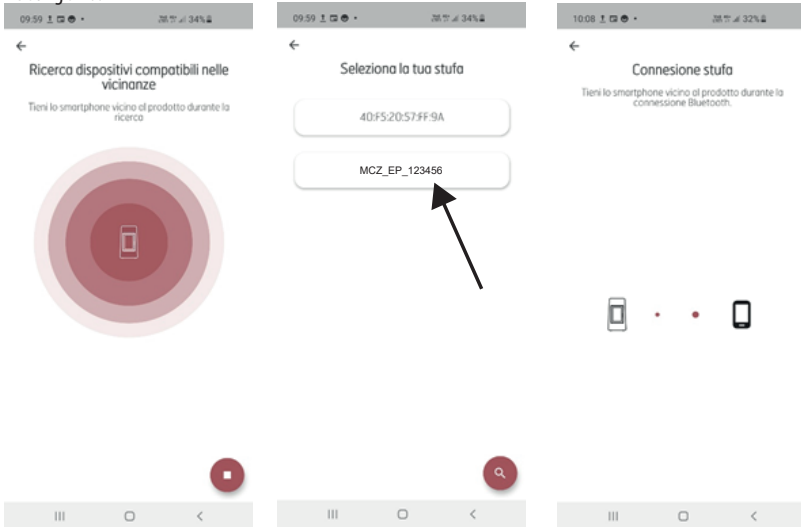 09:59
34%
Ricerca dispositivi compatibili nelle
vicinanze
Tieni lo smartphone vicino al prodotto durante la
ricerca
09:59
34%
Seleziona la tua stufa
40:F5:20:57:FF:9A
MCZ_EP_123456
10:08
32%
Connesione stufa
Tieni lo smartphone vicino al prodotto durante la
connessione Bluetooth.